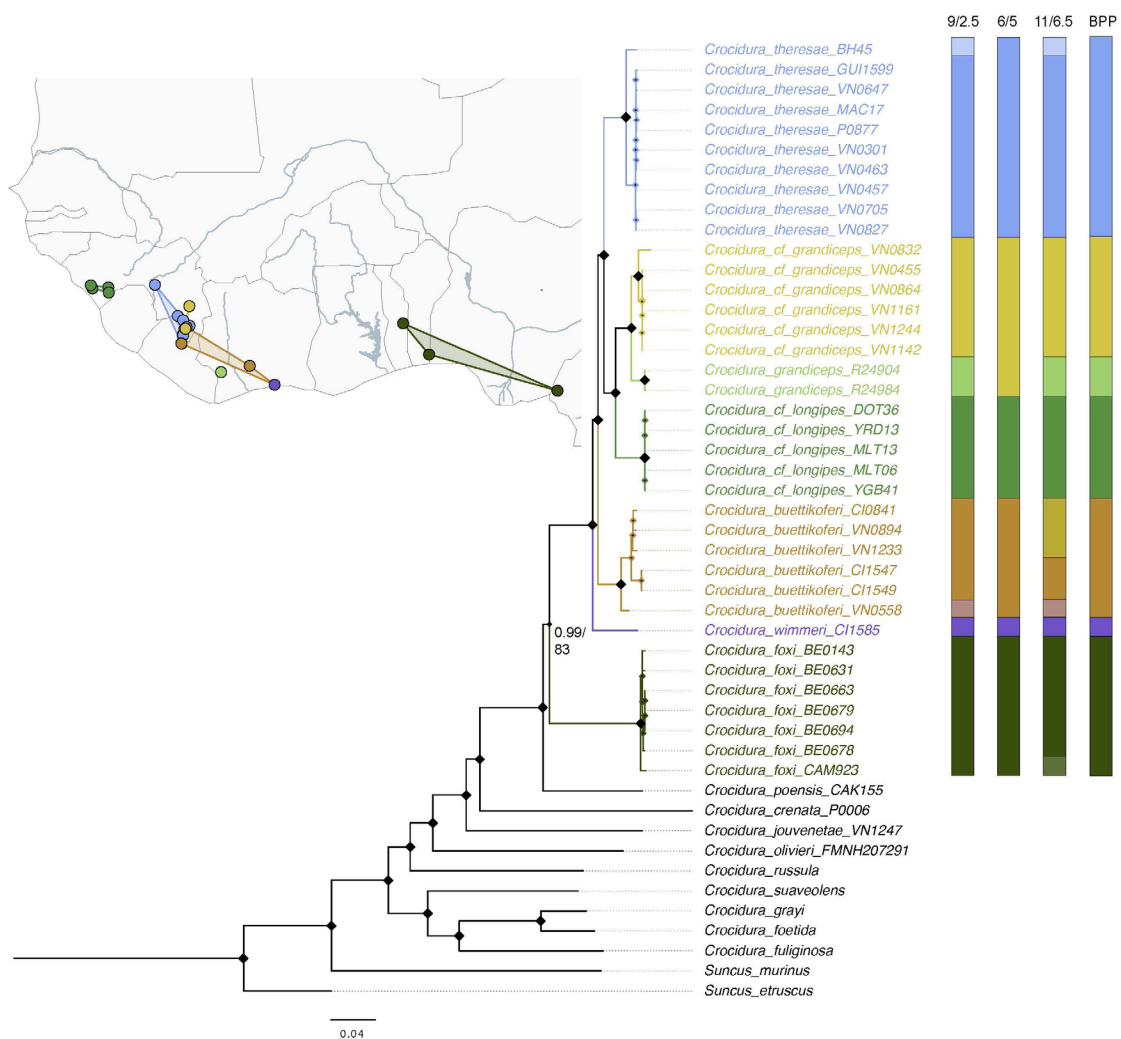 9/2.5 6/5 11/6.5 BPP
Crocidura_theresae_BH45
Crocidura_theresae_GUI1599
Crocidura_theresae_VN0647
Crocidura_theresae_MAC17
Crocidura_theresae_P0877
Crocidura_theresae_VN0301
Crocidura_theresae_VN0463
Crocidura_theresae_VN0457
Crocidura_theresae_VN0705
Crocidura_theresae_VN0827
Crocidura_cf_grandiceps_VN0832
Crocidura_cf_grandiceps_VN0455
Crocidura_cf_grandiceps_VN0864
Crocidura_cf_grandiceps_VN1161
Crocidura_cf_grandiceps_VN1244
Crocidura_cf_grandiceps_VN1142
Crocidura_grandiceps_R24904
Crocidura_grandiceps_R24984
Crocidura_cf_longipes_DOT36
Crocidura_cf_longipes_YRD13
Crocidura_cf_longipes_MLT13
Crocidura_cf_longipes_MLT06
Crocidura_cf_longipes_YGB41
Crocidura_buettikoferi_CI0841
Crocidura_buettikoferi_VN0894
Crocidura_buettikoferi_VN1233
Crocidura_buettikoferi_CI1547
Crocidura_buettikoferi_CI1549
Crocidura_buettikoferi_VN0558
Crocidura_wimmeri_CI1585
0.99/
83
Crocidura_foxi_BE0143
Crocidura_foxi_BE0631
Crocidura_foxi_BE0663
Crocidura_foxi_BE0679
Crocidura_foxi_BE0694
Crocidura_foxi_BE0678
Crocidura_foxi_CAM923
Crocidura_poensis_CAK155
Crocidura_crenata_P0006
Crocidura_jouvenetae_VN1247
Crocidura_olivieri_FMNH207291
Crocidura_russula
Crocidura_suaveolens
Crocidura_grayi
Crocidura_foetida
Crocidura_fuliginosa
Suncus_murinus
Suncus_etruscus
0.04